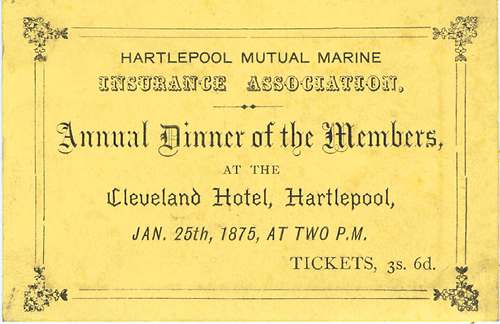 HARTLEPOOL MUTUAL MARINE
INSURANCE ASSOCIATION,
Annual Dinner of the Members,
AT THE
Cleveland Hotel, Hartlepool,
JAN. 25th, 1875, AT TWO P.M.
TICKETS, 3s. 6d.